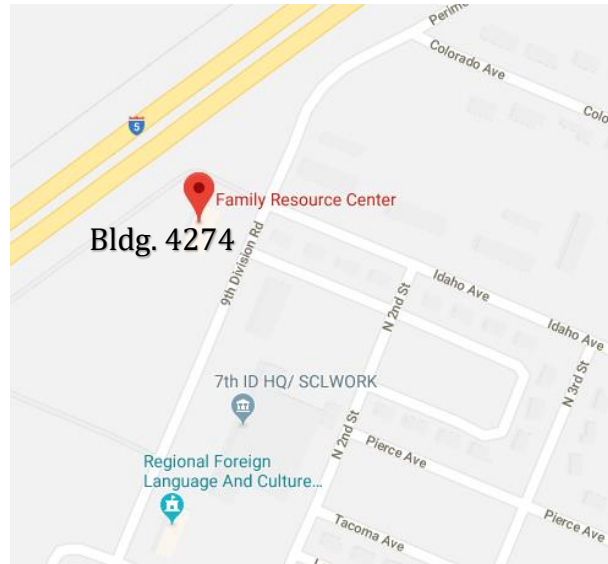 Perim
Colorado Ave
Colo
5
Family Resource Center
Bldg. 4274
9th Division Rd
Idaho Ave
N 2nd St
Idaho Ave
7th ID HQ/ SCLWORK
N 3rd St
N 2nd St
Pierce Ave
Regional Foreign
Language And Culture...
Pierce Ave
Tacoma Ave